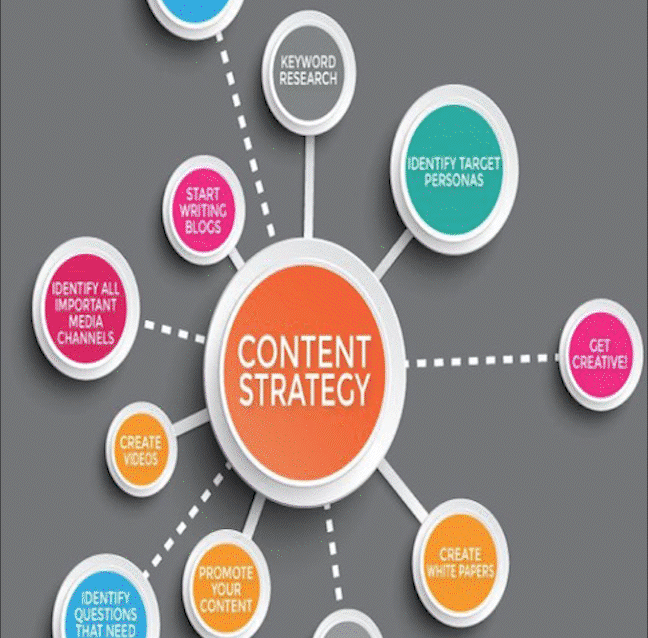 KEYWORD
RESEARCH
IDENTIFY TARGET
PERSONAS
START
WRITING
BLOGS
IDENTIFY ALL
IMPORTANT
MEDIA
CHANNELS
CONTENT
STRATEGY
GET
CREATIVE!
CREATE
VIDEOS
CREATE
WHITE PAPERS
PROMOTE
YOUR
CONTENT
IDENTIFY
QUESTIONS
THAT NEED